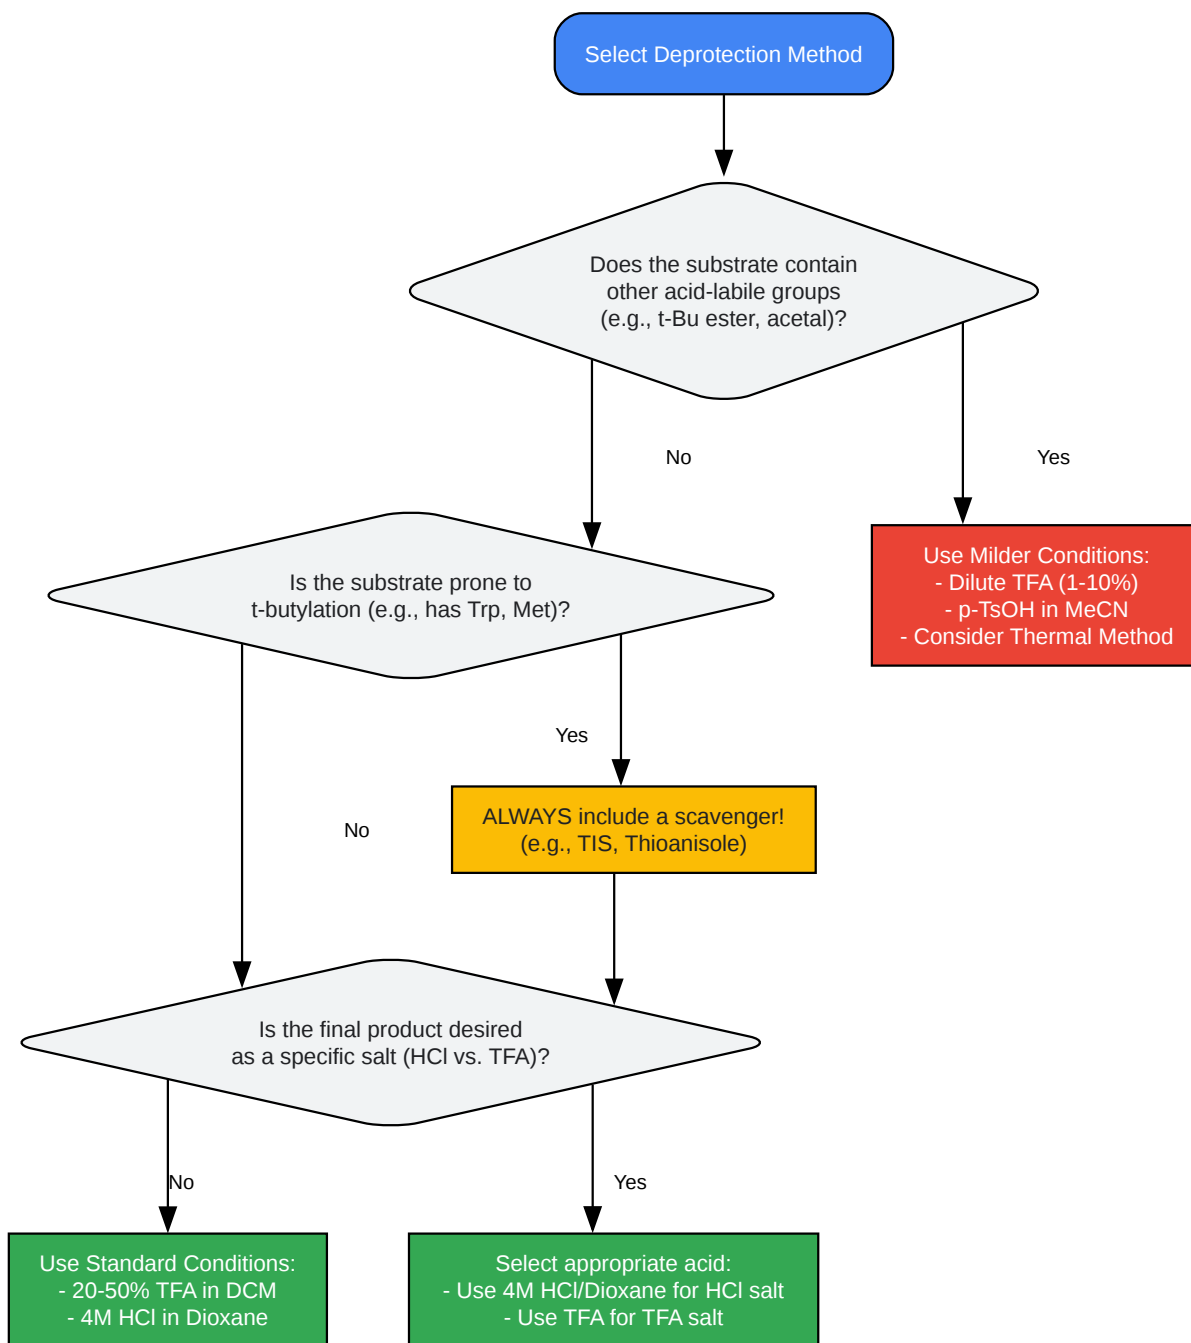 Select Deprotection Method
Does the substrate contain
other acid-labile groups
(e.g., t-Bu ester, acetal)?
No
Yes
Use Milder Conditions:
- Dilute TFA (1-10%)
- p-TsOH in MeCN
- Consider Thermal Method
Is the substrate prone to
t-butylation (e.g., has Trp, Met)?
Yes
No
ALWAYS include a scavenger!
(e.g., TIS, Thioanisole)
Is the final product desired
as a specific salt (HCl vs. TFA)?
No
Yes
Use Standard Conditions:
- 20-50% TFA in DCM
- 4M HCl in Dioxane
Select appropriate acid:
- Use 4M HCl/Dioxane for HCl salt
- Use TFA for TFA salt